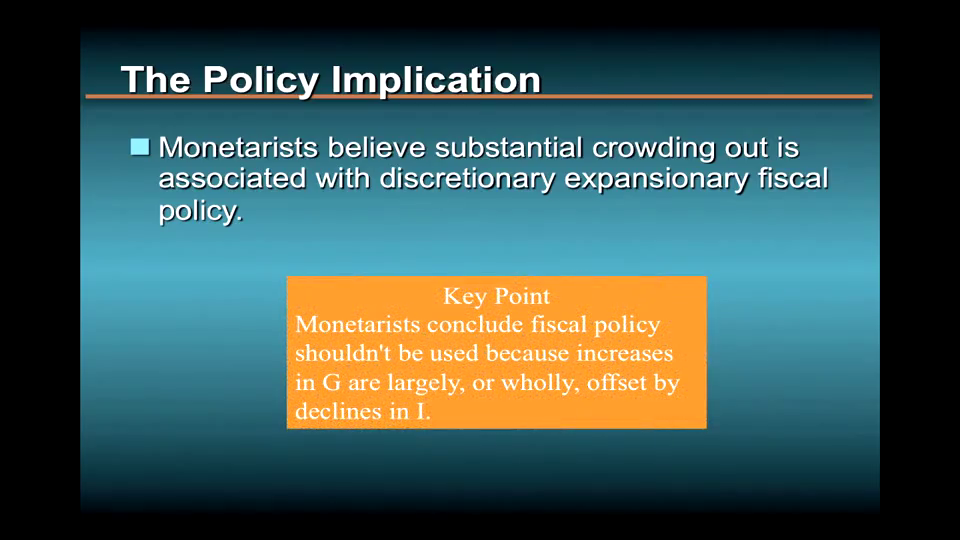 The Policy Implication
Monetarists believe substantial crowding out is
associated with discretionary expansionary fiscal
policy.
Key Point
Monetarists conclude fiscal policy
shouldn't be used because increases
in G are largely, or wholly, offset by
declines in I.